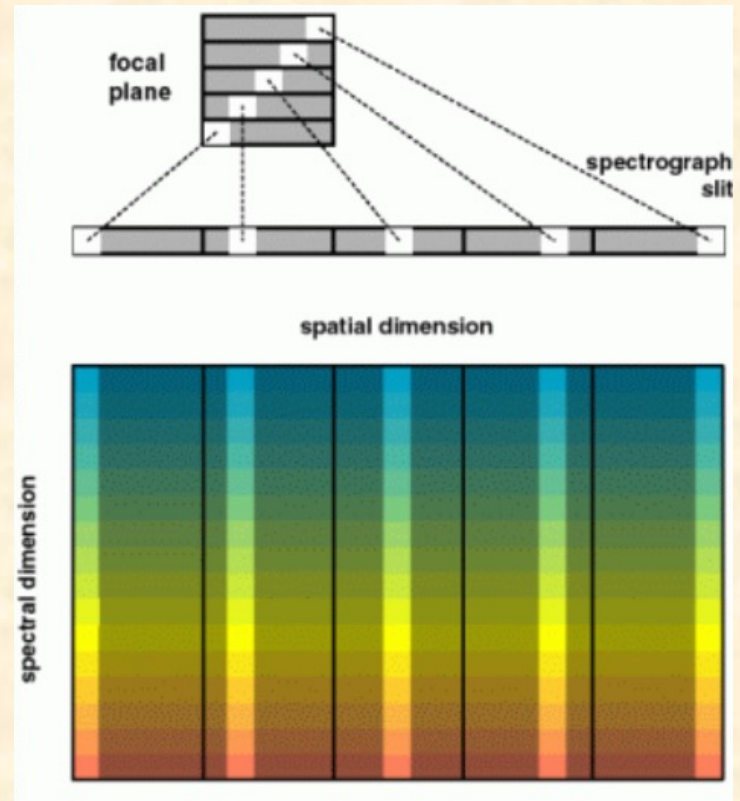 focal
plane
spectrograph
slit
spatial dimension
spectral dimension